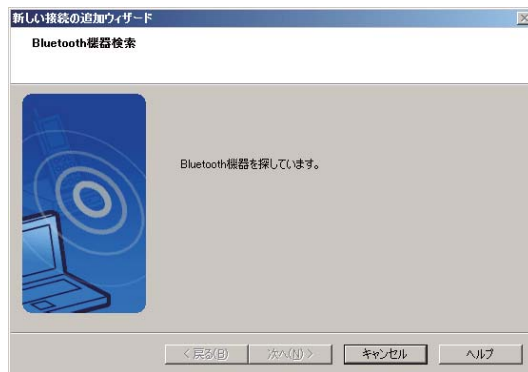 新しい接続の追加ウィザード
Bluetooth機器検索
Bluetooth機器を探しています。
< 戻る(B) 次へ(N) > キャンセル ヘルプ